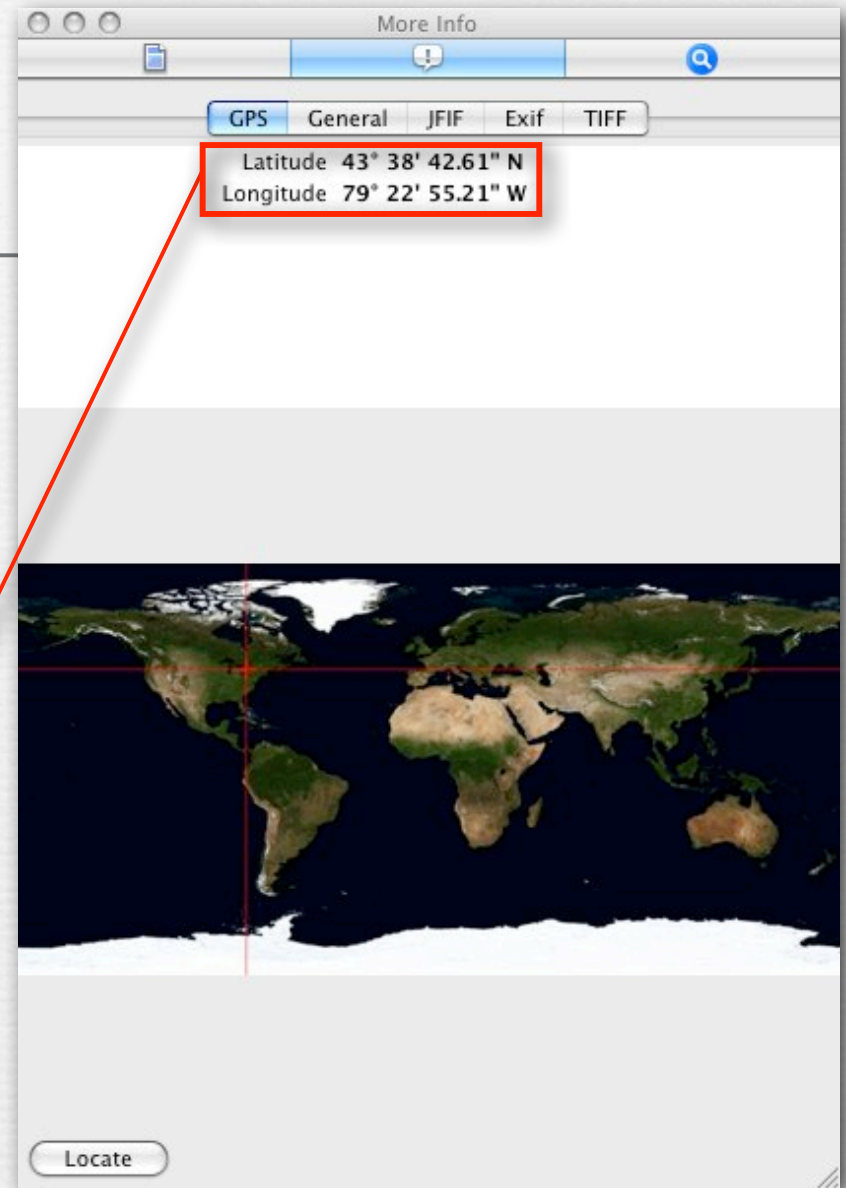 More Info
GPS General JFIF Exif TIFF
Latitude 43° 38' 42.61" N
Longitude 79° 22' 55.21" W
Locate